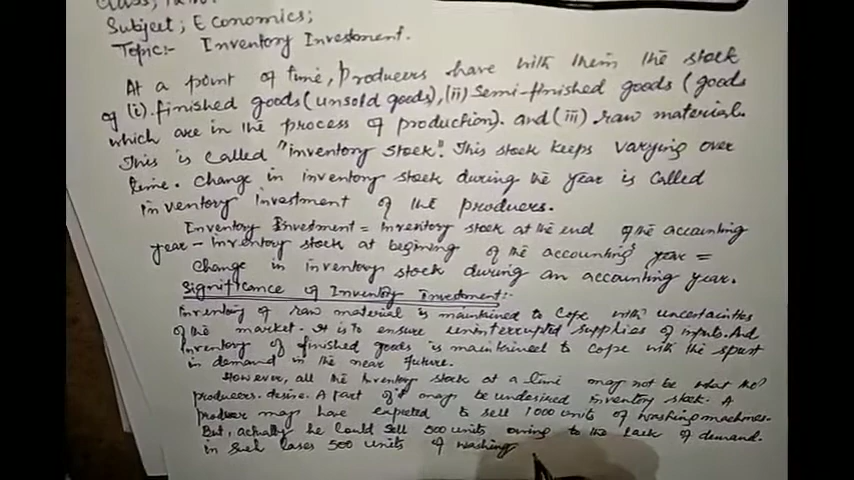 Subject; Economics;
Topic:- Inventory Investment.
At a point of time, producers have with them the stock
of (i). finished goods (unsold goods), (ii) Semi-finished goods (goods
which are in the process of production). and (iii) raw material.
This is called "inventory stock". This stock keeps varying over
time. Change in inventory stock during the year is called
inventory investment of the producers.
Inventory Investment = inventory stock at the end of the accounting
year - inventory stock at begining of the accounting year =
change in inventory stock during an accounting year.
Significance of Inventory Investment:-
Inventory of raw material is maintained to cope with uncertainties
of the market. It is to ensure uninterrupted supplies of inputs. And
inventory of finished goods is maintained to cope with the spurt
in demand in the near future.
However, all the inventory stock at a time may not be what the
producers desire. A part of it may be undesired inventory stock. A
producer may have expected to sell 1000 units of washing machines.
But, actually he could sell 500 units owing to the lack of demand.
in such cases 500 units of washing